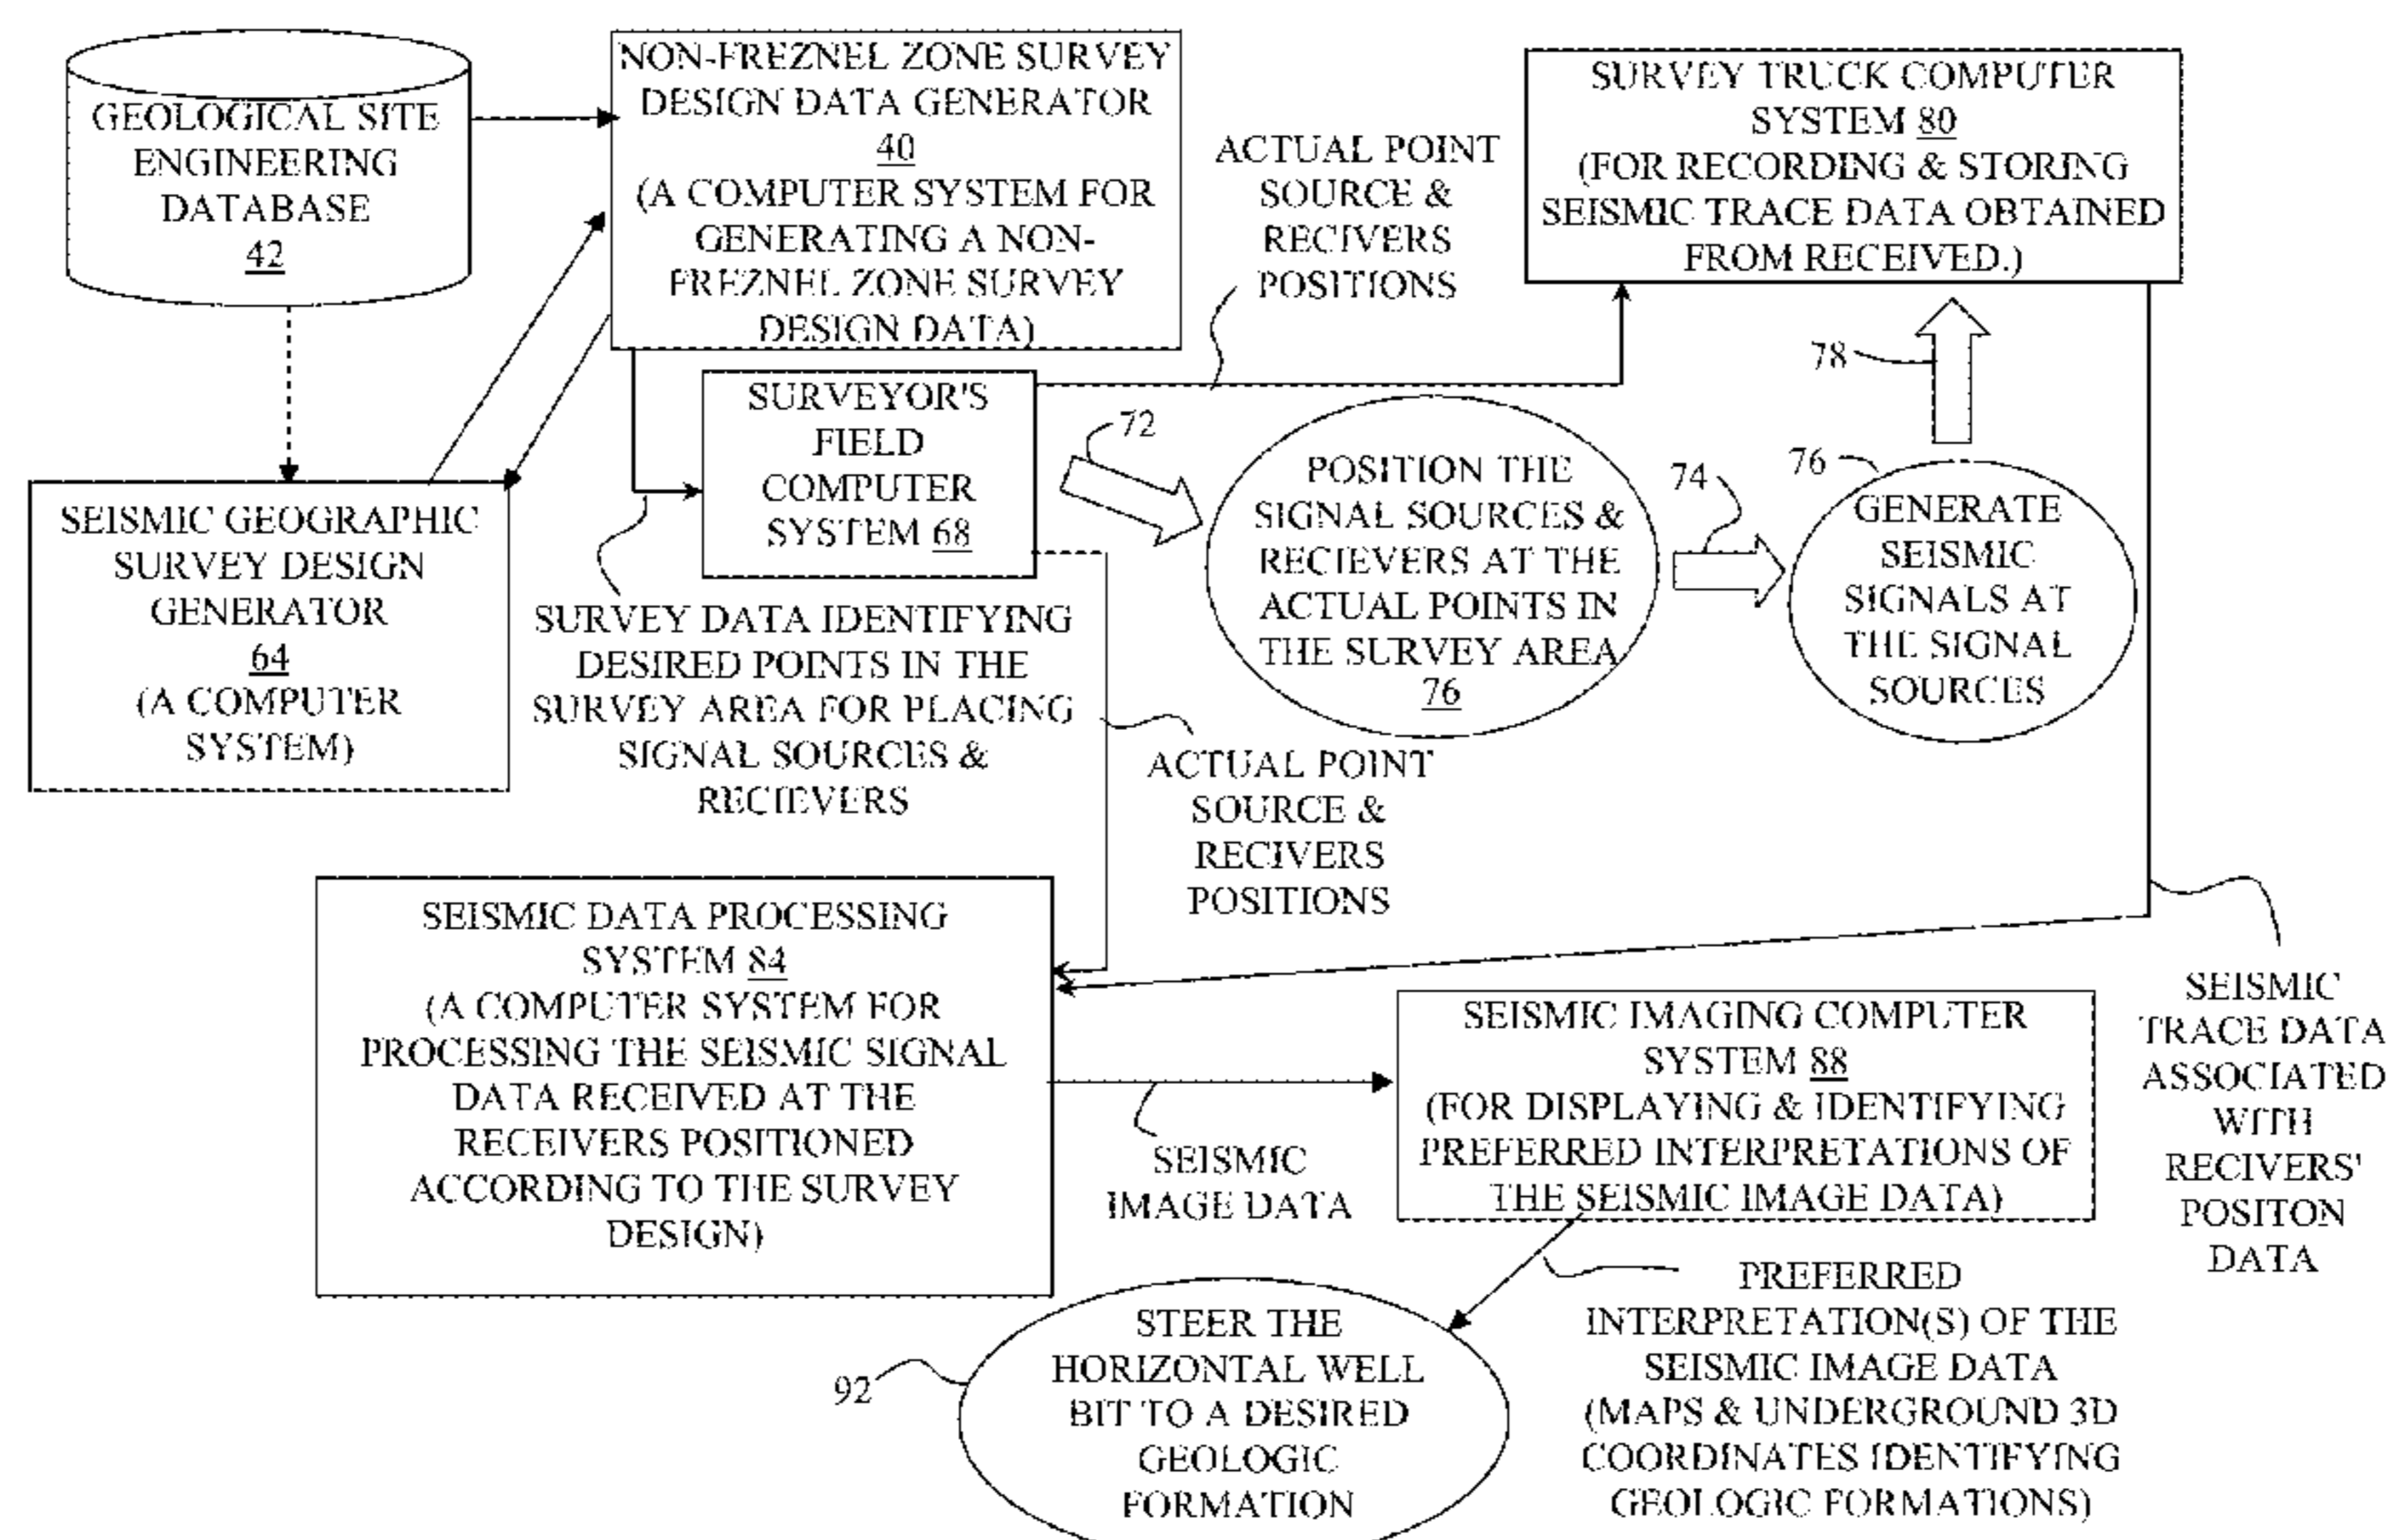 GEOLOGICAL SITE
ENGINEERING
DATABASE
42
NON-FREZNEL ZONE SURVEY
DESIGN DATA GENERATOR
40
(A COMPUTER SYSTEM FOR
GENERATING A NON-
FREZNEL ZONE SURVEY
DESIGN DATA)
ACTUAL POINT
SOURCE &
RECIVERS
POSITIONS
SURVEY TRUCK COMPUTER
SYSTEM 80
(FOR RECORDING & STORING
SEISMIC TRACE DATA OBTAINED
FROM RECEIVED.)
78
SEISMIC GEOGRAPHIC
SURVEY DESIGN
GENERATOR
64
(A COMPUTER
SYSTEM)
SURVEYOR'S
FIELD
COMPUTER
SYSTEM 68
72
POSITION THE
SIGNAL SOURCES &
RECIEVERS AT THE
ACTUAL POINTS IN
THE SURVEY AREA
76
74
76
GENERATE
SEISMIC
SIGNALS AT
THE SIGNAL
SOURCES
SURVEY DATA IDENTIFYING
DESIRED POINTS IN THE
SURVEY AREA FOR PLACING
SIGNAL SOURCES &
RECIEVERS
ACTUAL POINT
SOURCE &
RECIVERS
POSITIONS
SEISMIC DATA PROCESSING
SYSTEM 84
(A COMPUTER SYSTEM FOR
PROCESSING THE SEISMIC SIGNAL
DATA RECEIVED AT THE
RECEIVERS POSITIONED
ACCORDING TO THE SURVEY
DESIGN)
SEISMIC
IMAGE DATA
SEISMIC IMAGING COMPUTER
SYSTEM 88
(FOR DISPLAYING & IDENTIFYING
PREFERRED INTERPRETATIONS OF
THE SEISMIC IMAGE DATA)
SEISMIC
TRACE DATA
ASSOCIATED
WITH
RECIVERS'
POSITON
DATA
92
STEER THE
HORIZONTAL WELL
BIT TO A DESIRED
GEOLOGIC
FORMATION
PREFERRED
INTERPRETATION(S) OF THE
SEISMIC IMAGE DATA
(MAPS & UNDERGROUND 3D
COORDINATES IDENTIFYING
GEOLOGIC FORMATIONS)